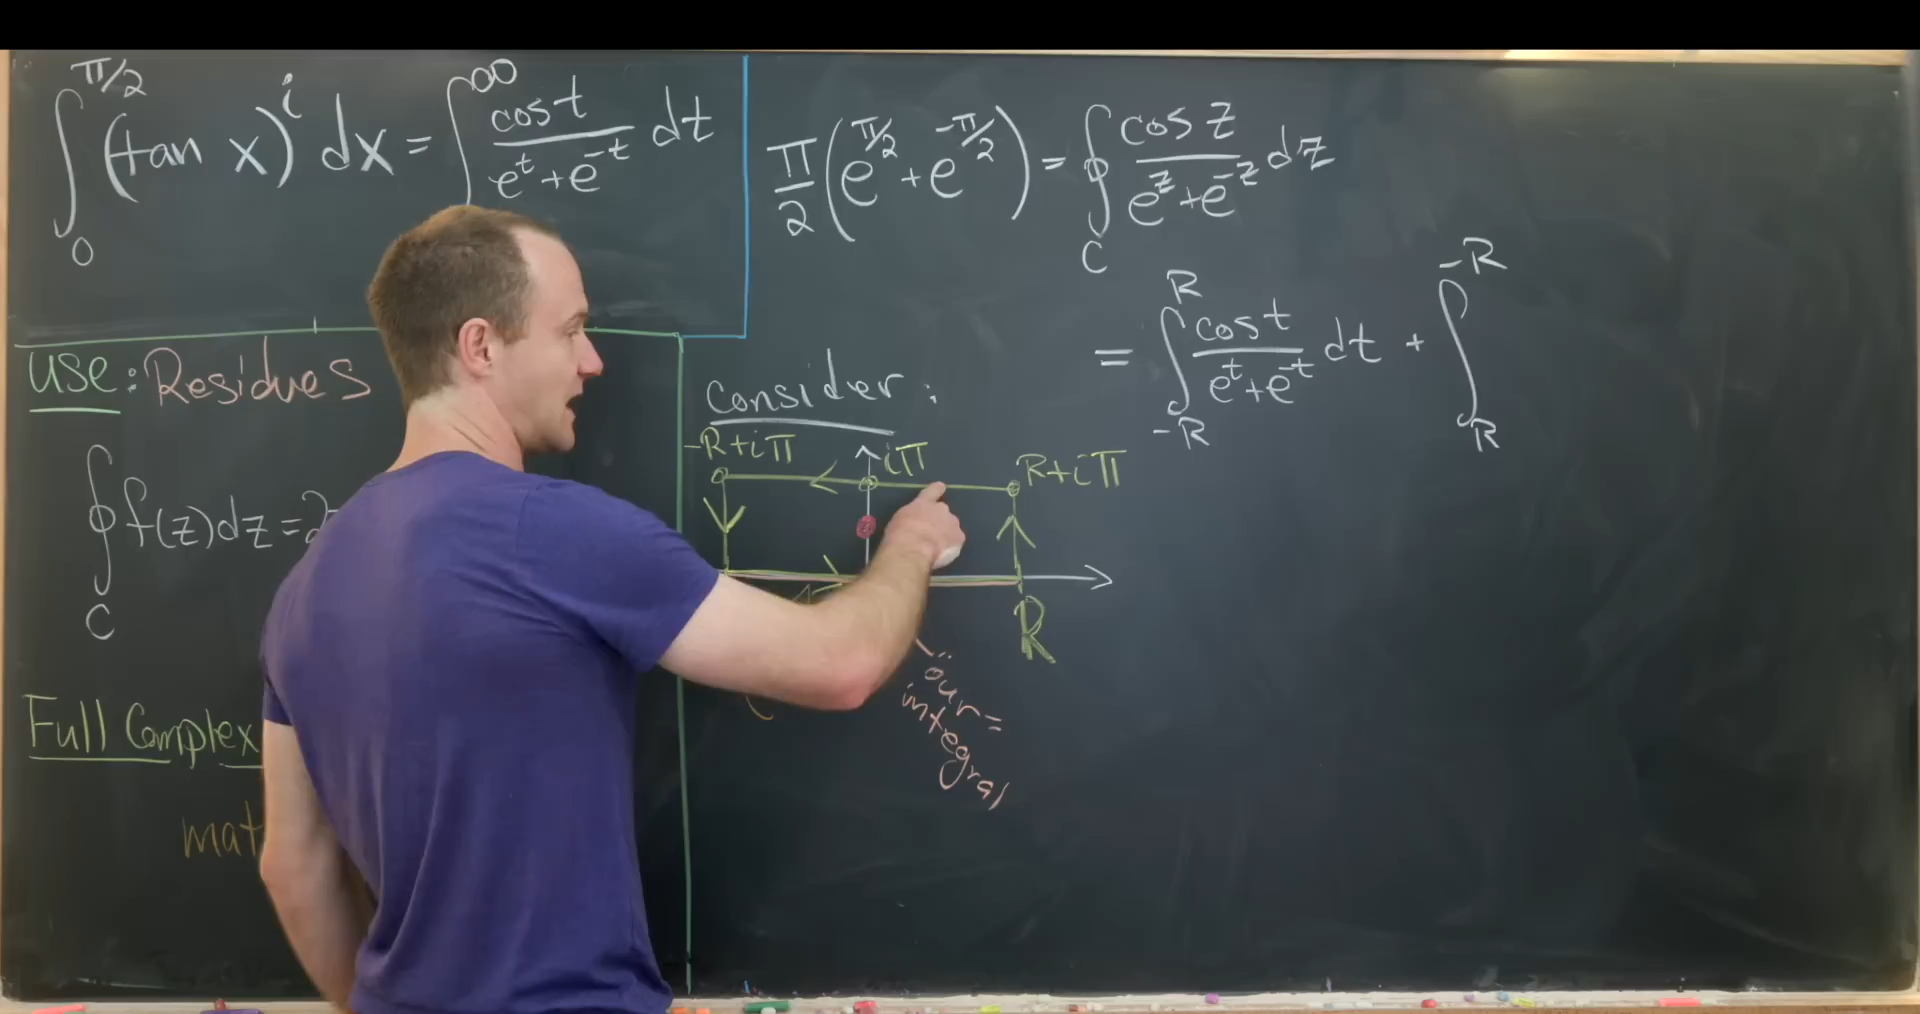 ∫₀^{π/2} (tan x)^i dx = ∫^∞ cos t / (e^t + e^{-t}) dt
use: Residues
∮_C f(z)dz = 2
Full Complex
mat
π/2 (e^{π/2} + e^{-π/2}) = ∮_C cos z / (e^z + e^{-z}) dz
= ∫_{-R}^{R} cos t / (e^t + e^{-t}) dt + ∫_{R}^{-R}
Consider:
-R+iπ
iπ
R+iπ
R
our
integral